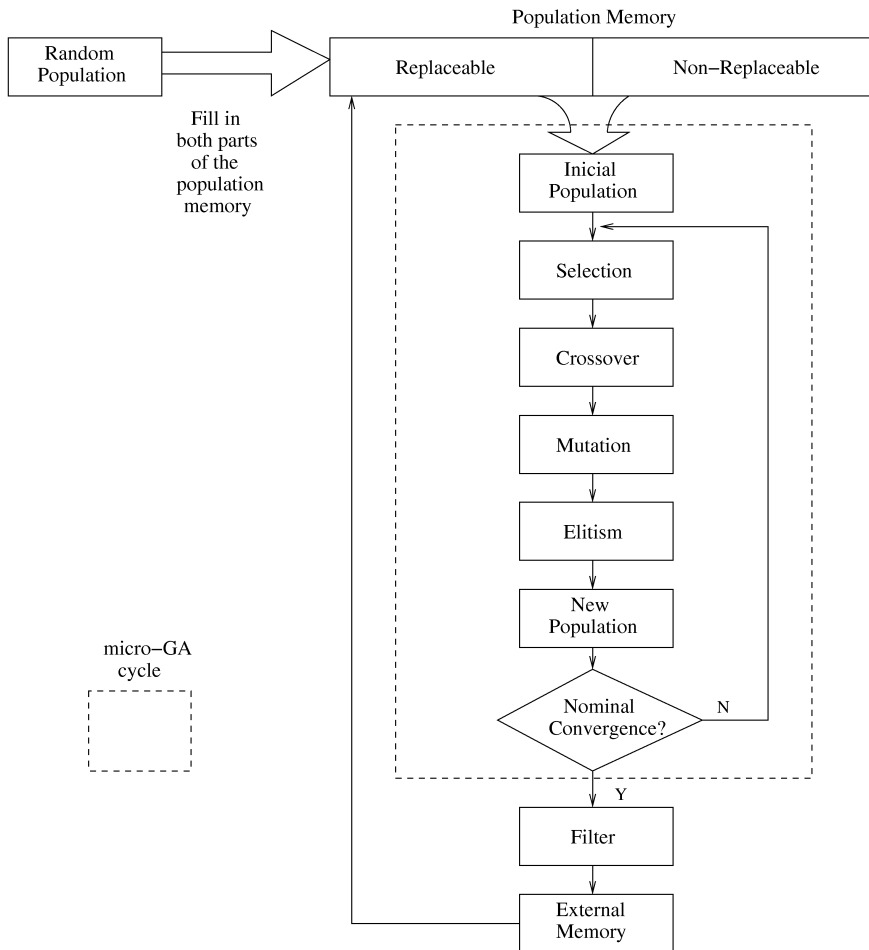 Population Memory
Random
Population
Replaceable
Non-Replaceable
Fill in
both parts
of the
population
memory
Inicial
Population
Selection
Crossover
Mutation
Elitism
New
Population
micro-GA
cycle
Nominal
Convergence?
N
Y
Filter
External
Memory